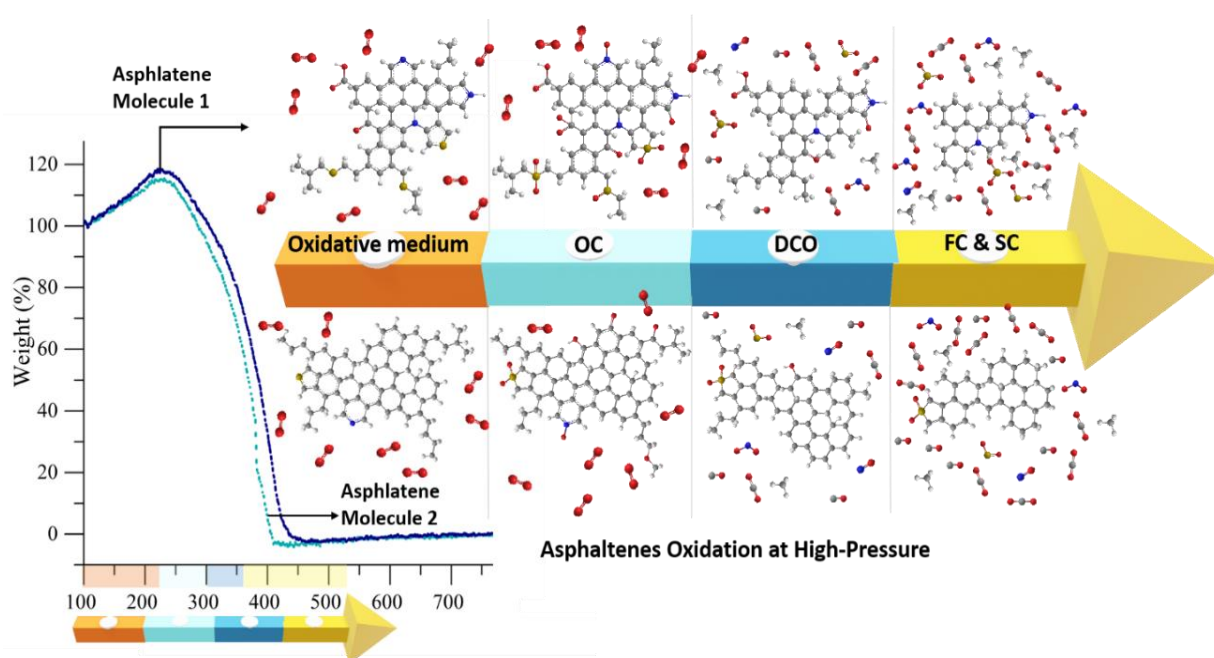 Asphlatene
Molecule 1
Oxidative medium
OC
DCO
FC & SC
Weight (%)
120
100
80
60
40
20
0
Asphlatene
Molecule 2
Asphaltenes Oxidation at High-Pressure
100 200 300 400 500 600 700